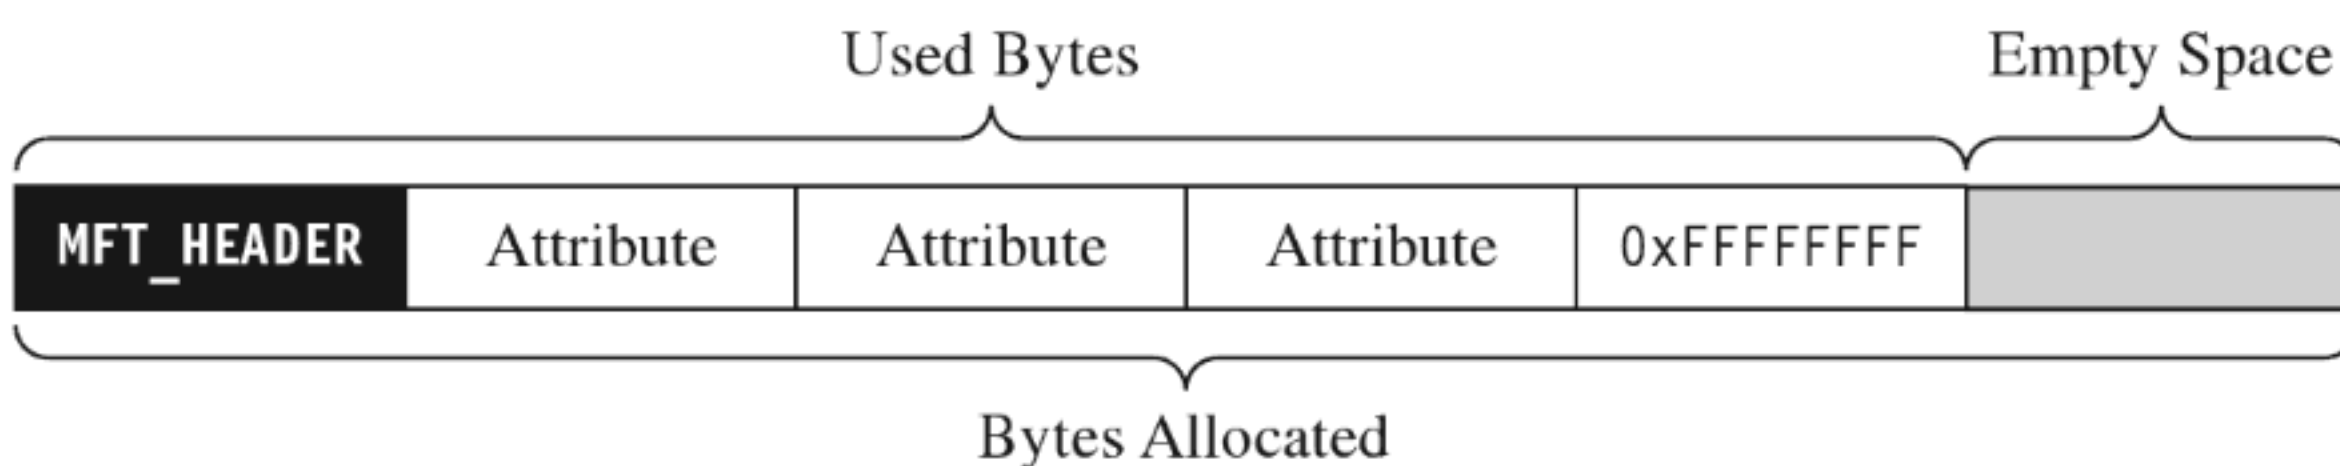 Used Bytes
Empty Space
MFT_HEADER
Attribute
Attribute
Attribute
0xFFFFFFFF
Bytes Allocated